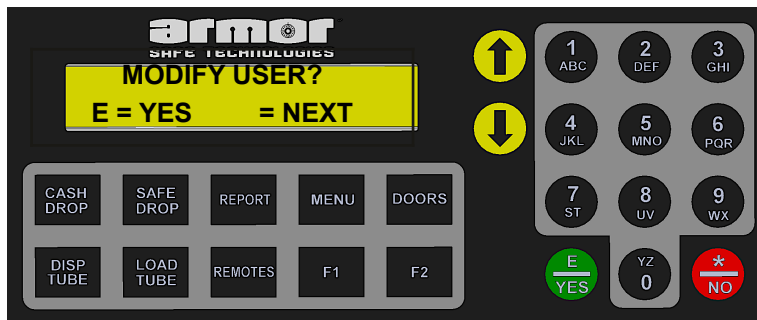 armor
SAFE TECHNOLOGIES
MODIFY USER?
E = YES = NEXT
CASH DROP
SAFE DROP
REPORT
MENU
DOORS
DISP TUBE
LOAD TUBE
REMOTES
F1
F2
1
ABC
2
DEF
3
GHI
4
JKL
5
MNO
6
PQR
7
ST
8
UV
9
WX
E
YES
YZ
0
*
NO